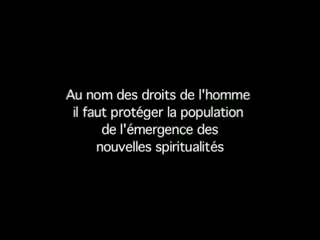 Au nom des droits de l'homme
il faut protéger la population
de l'émergence des
nouvelles spiritualités